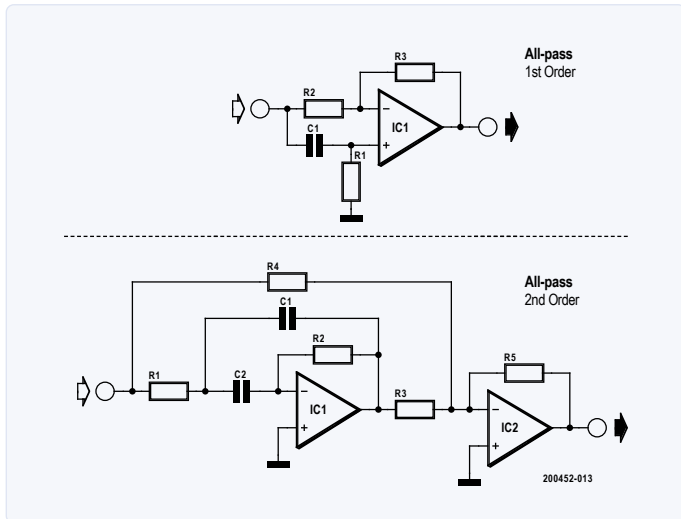 All-pass
1st Order
R3
R2
C1
IC1
R1
−
+
All-pass
2nd Order
R4
C1
R2
R5
R1
C2
IC1
R3
IC2
−
+
−
+
200452-013